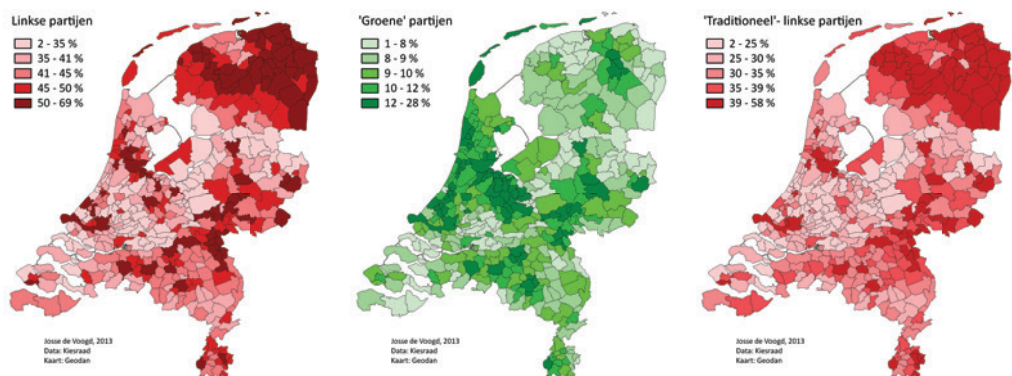 Linkse partijen
2 - 35 %
35 - 41 %
41 - 45 %
45 - 50 %
50 - 69 %
Josse de Voogd, 2013
Data: Kiesraad
Kaart: Geodan
'Groene' partijen
1 - 8 %
8 - 9 %
9 - 10 %
10 - 12 %
12 - 28 %
Josse de Voogd, 2013
Data: Kiesraad
Kaart: Geodan
'Traditioneel'- linkse partijen
2 - 25 %
25 - 30 %
30 - 35 %
35 - 39 %
39 - 58 %
Josse de Voogd, 2013
Data: Kiesraad
Kaart: Geodan